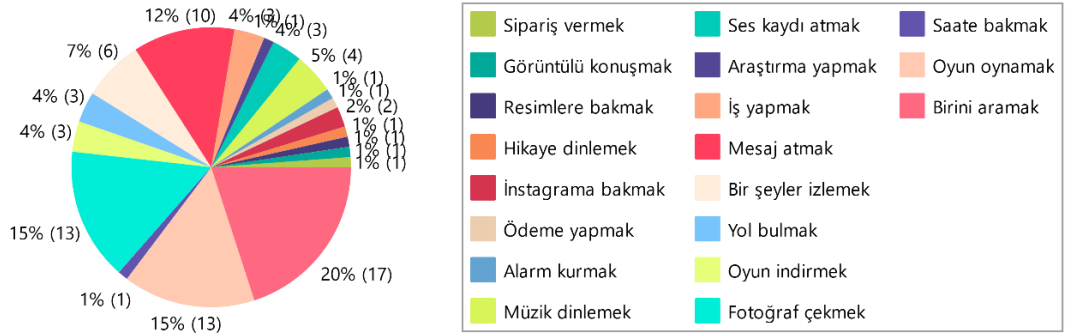 12% (10)
4% (3)
1% (1)
4% (3)
5% (4)
1% (1)
1% (1)
2% (2)
1% (1)
1% (1)
1% (1)
1% (1)
1% (1)
7% (6)
4% (3)
4% (3)
15% (13)
1% (1)
15% (13)
20% (17)
Sipariş vermek
Görüntülü konuşmak
Resimlere bakmak
Hikaye dinlemek
İnstagrama bakmak
Ödeme yapmak
Alarm kurmak
Müzik dinlemek
Ses kaydı atmak
Araştırma yapmak
İş yapmak
Mesaj atmak
Bir şeyler izlemek
Yol bulmak
Oyun indirmek
Fotoğraf çekmek
Saate bakmak
Oyun oynamak
Birini aramak